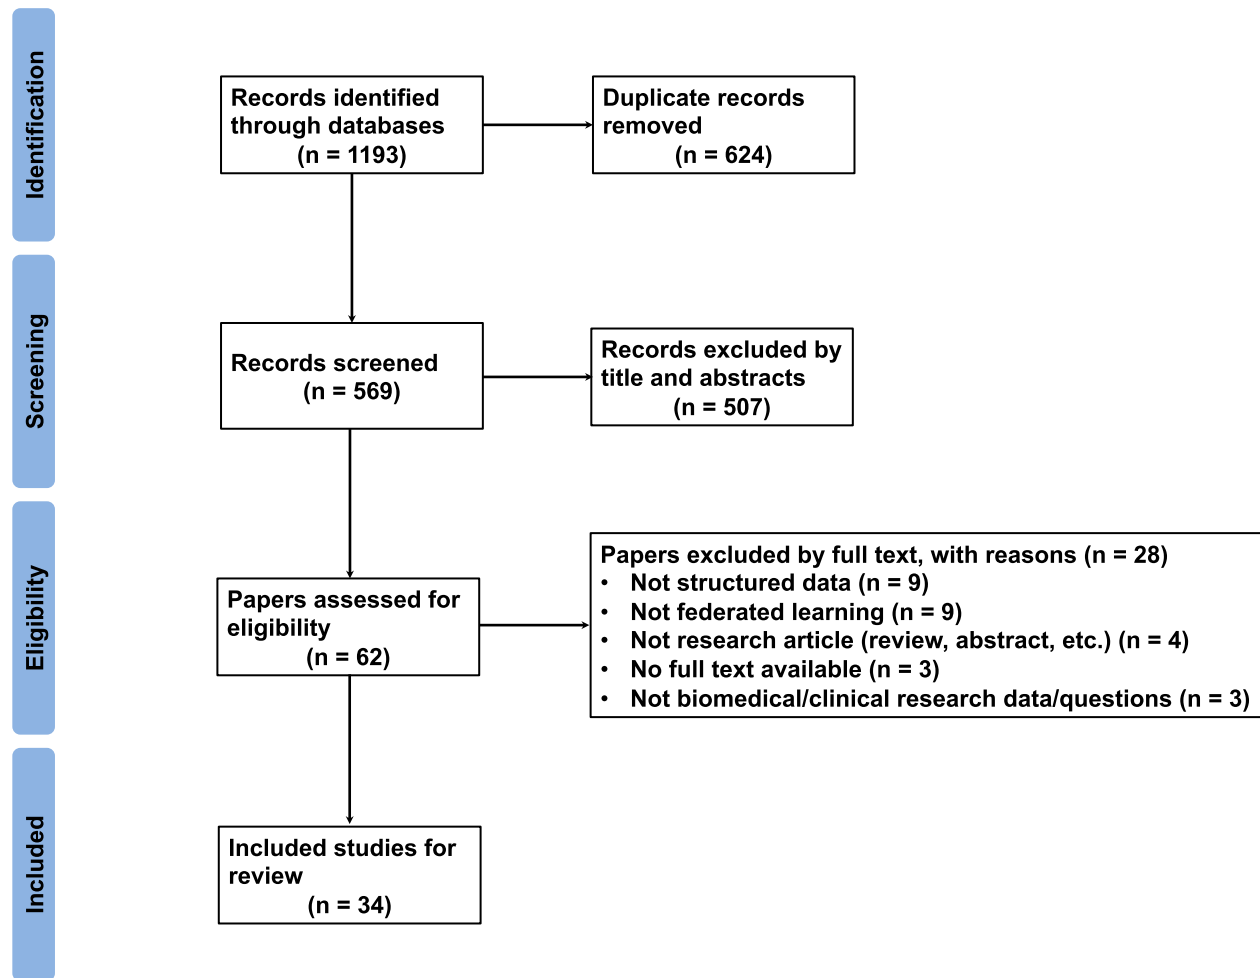 Identification
Records identified
through databases
(n = 1193)
Duplicate records
removed
(n = 624)
Screening
Records screened
(n = 569)
Records excluded by
title and abstracts
(n = 507)
Eligibility
Papers assessed for
eligibility
(n = 62)
Papers excluded by full text, with reasons (n = 28)
• Not structured data (n = 9)
• Not federated learning (n = 9)
• Not research article (review, abstract, etc.) (n = 4)
• No full text available (n = 3)
• Not biomedical/clinical research data/questions (n = 3)
Included
Included studies for
review
(n = 34)